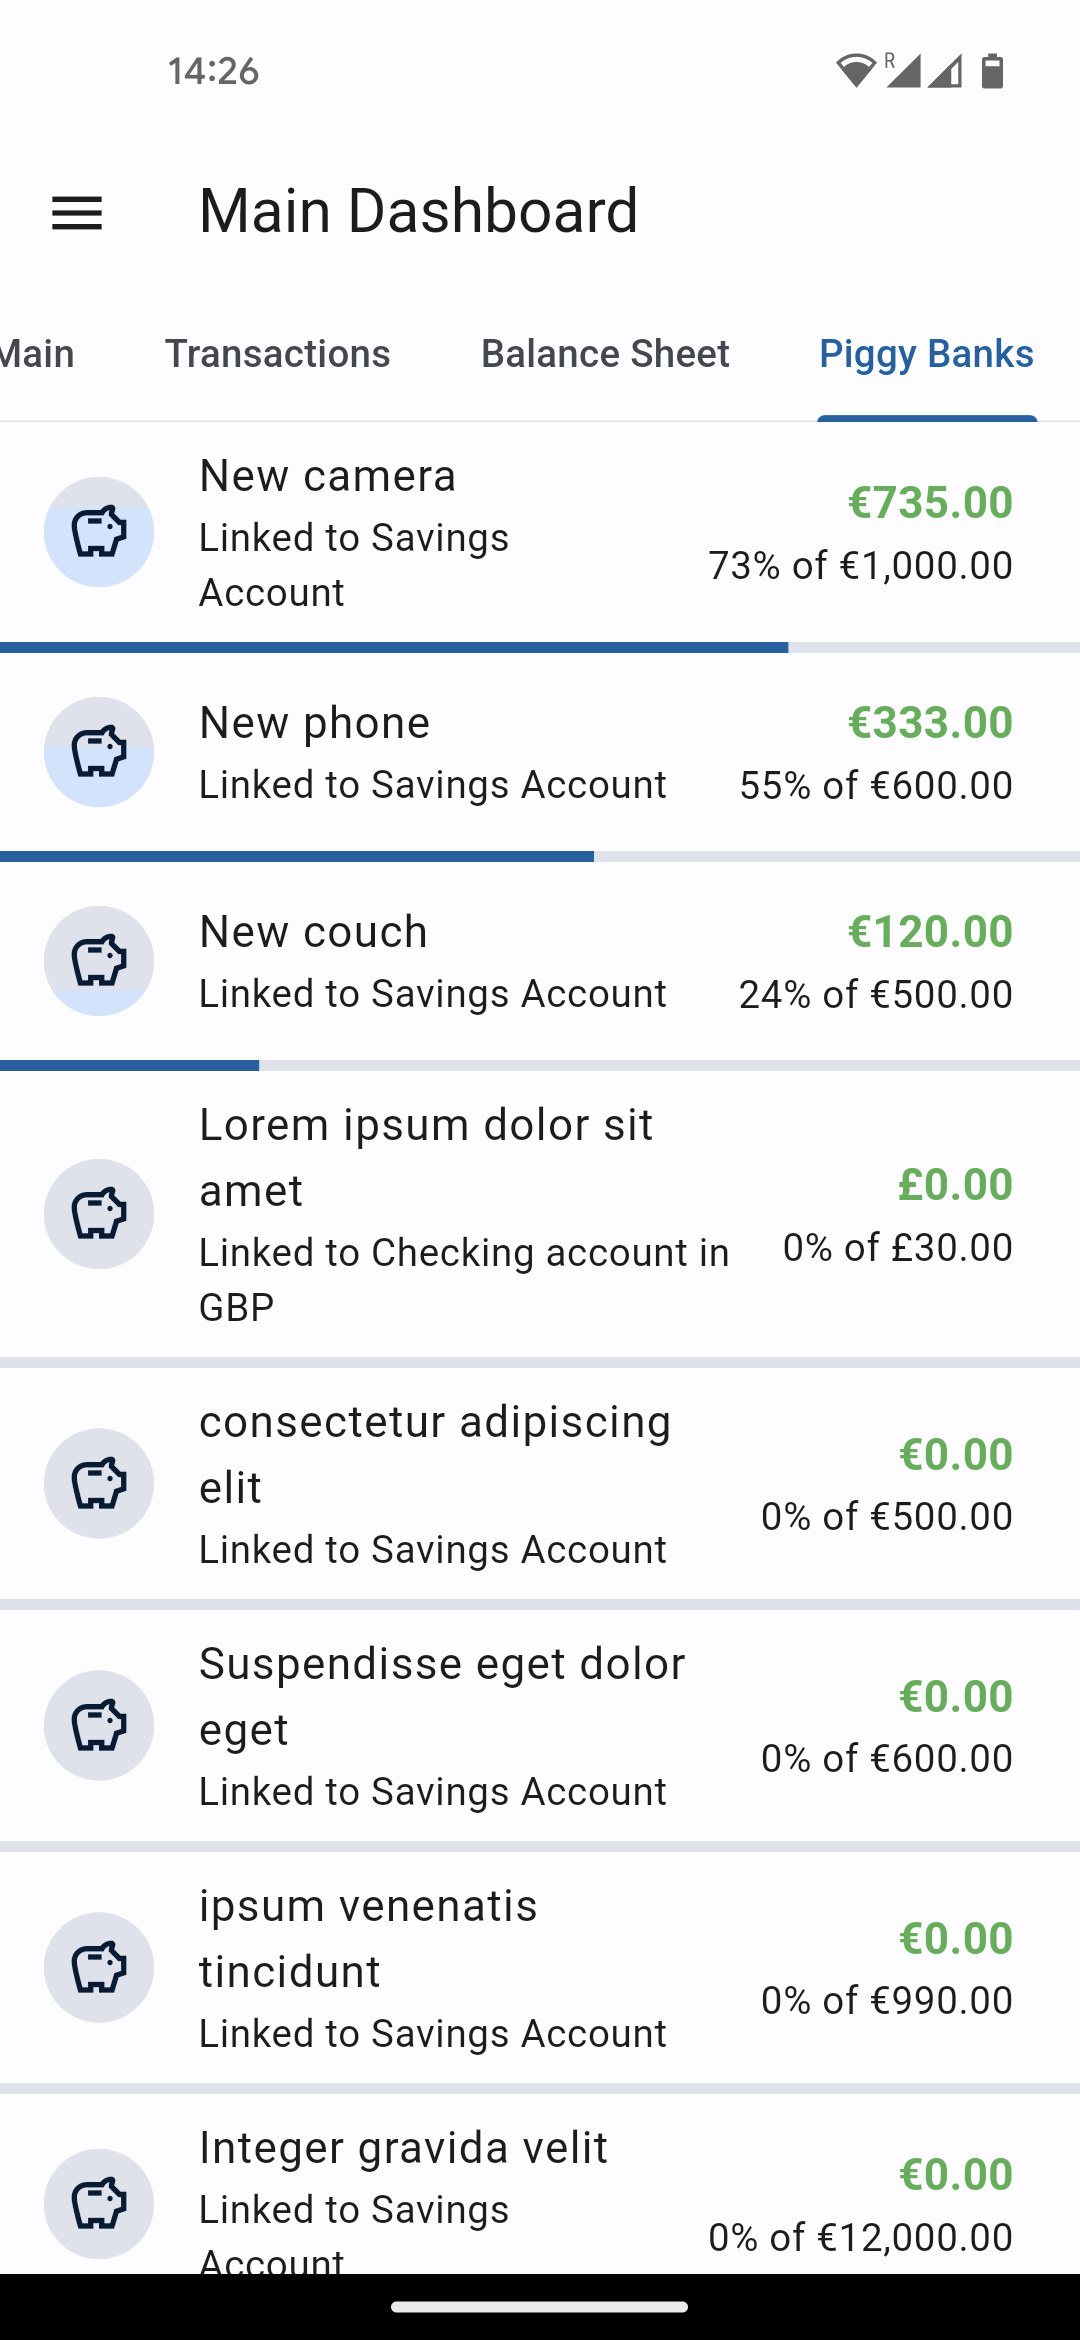 14:26
R
Main Dashboard
Main
Transactions
Balance Sheet
Piggy Banks
New camera
Linked to Savings
Account
€735.00
73% of €1,000.00
New phone
Linked to Savings Account
€333.00
55% of €600.00
New couch
Linked to Savings Account
€120.00
24% of €500.00
Lorem ipsum dolor sit
amet
Linked to Checking account in
GBP
£0.00
0% of £30.00
consectetur adipiscing
elit
Linked to Savings Account
€0.00
0% of €500.00
Suspendisse eget dolor
eget
Linked to Savings Account
€0.00
0% of €600.00
ipsum venenatis
tincidunt
Linked to Savings Account
€0.00
0% of €990.00
Integer gravida velit
Linked to Savings
Account
€0.00
0% of €12,000.00